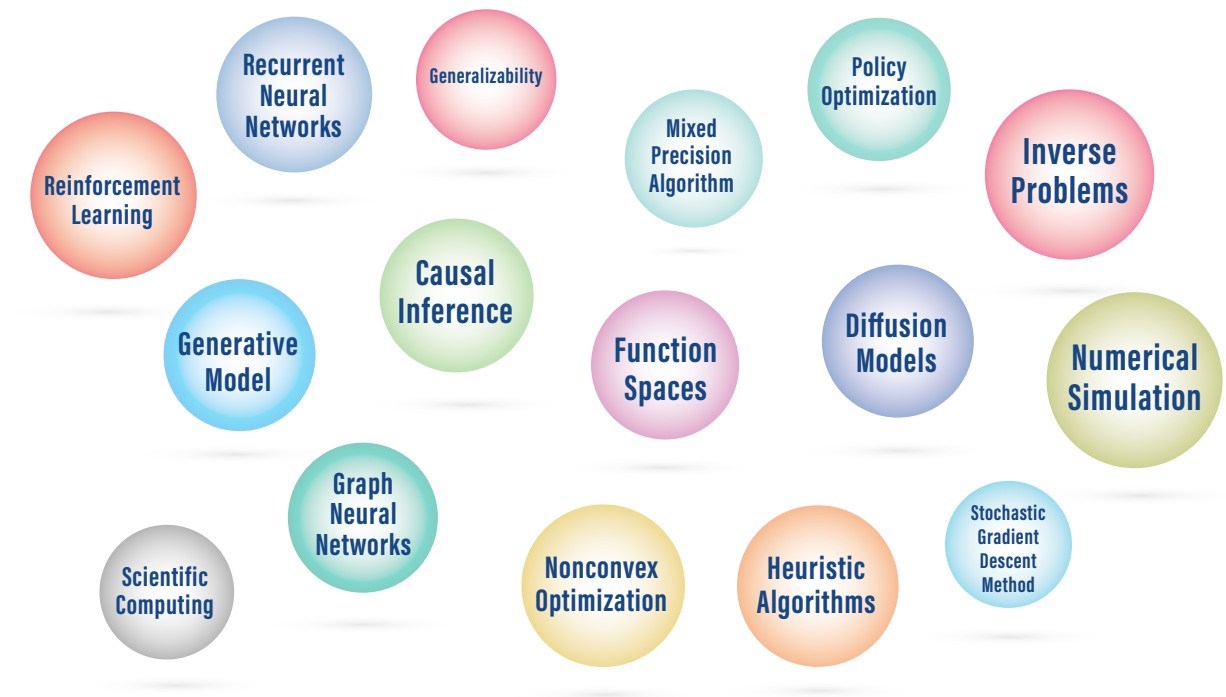 Recurrent
Neural
Networks
Generalizability
Policy
Optimization
Mixed
Precision
Algorithm
Inverse
Problems
Reinforcement
Learning
Causal
Inference
Generative
Model
Function
Spaces
Diffusion
Models
Numerical
Simulation
Graph
Neural
Networks
Stochastic
Gradient
Descent
Method
Scientific
Computing
Nonconvex
Optimization
Heuristic
Algorithms